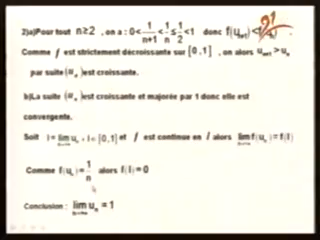 2)a)Pour tout n≥2 , on a : 0<1/(n+1)<1/n≤1/2<1 donc f(u_{n+1})<
Comme f est strictement décroissante sur [0,1] , on alors u_{n+1}>u_n
par suite (u_n) est croissante.
b)La suite (u_n) est croissante et majorée par 1 donc elle est
convergente.
Soit l=lim u_n , l∈[0,1] et f est continue en l alors lim f(u_n)=f(l)
Comme f(u_n)=1/n alors f(l)=0
Conclusion : lim u_n = 1